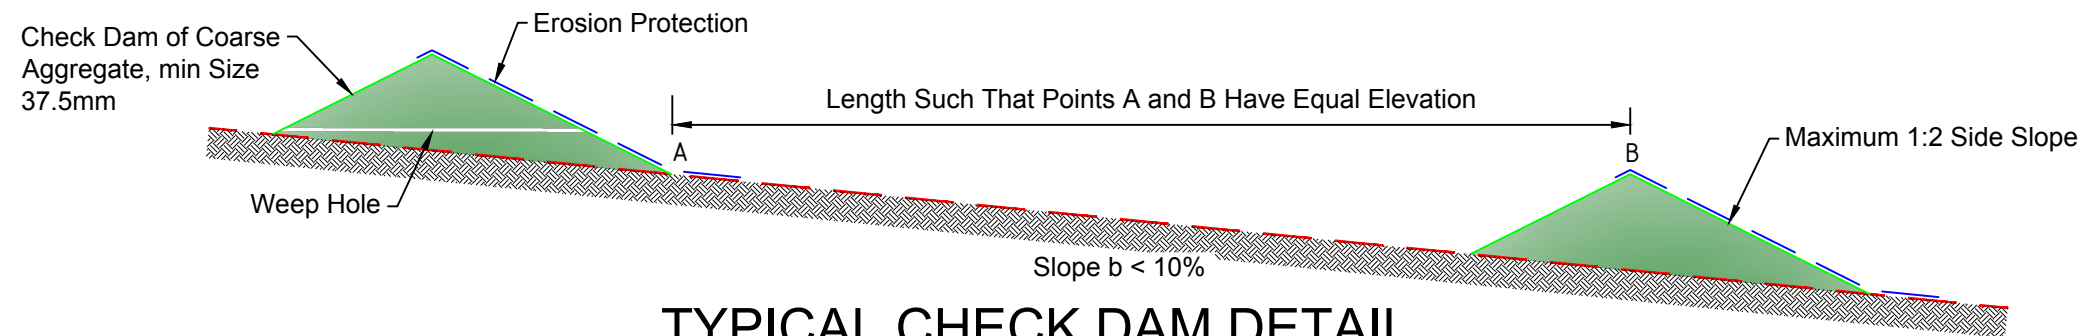 Check Dam of Coarse
Aggregate, min Size
37.5mm
Erosion Protection
Length Such That Points A and B Have Equal Elevation
A
B
Maximum 1:2 Side Slope
Weep Hole
Slope b < 10%
TYPICAL CHECK DAM DETAIL